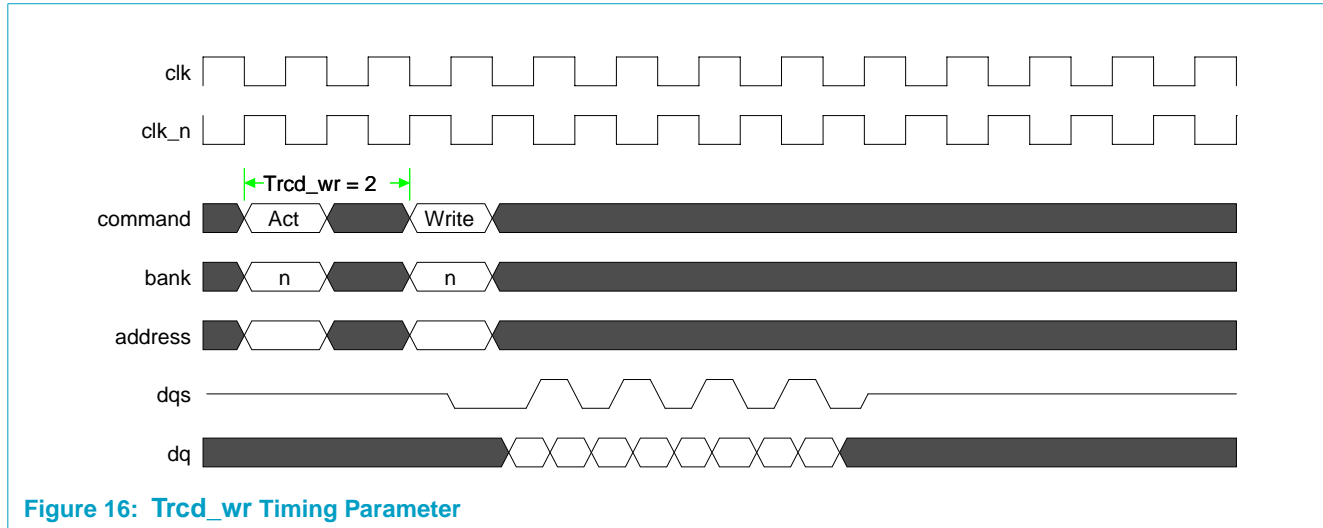 clk
clk_n
Trcd_wr = 2
command Act Write
bank n n
address
dqs
dq
Figure 16: Trcd_wr Timing Parameter